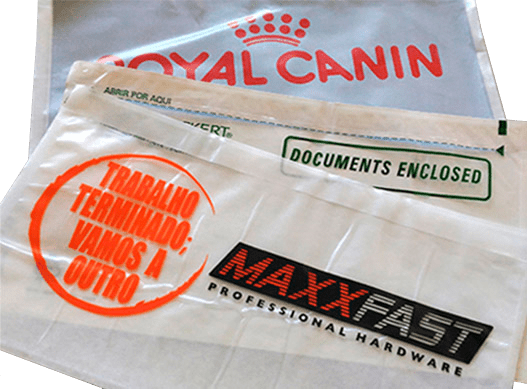 ROYAL CANIN
ABRIR POR AQUI
DOCUMENTS ENCLOSED
TRABALHO
TERMINADO;
VAMOS A
OUTRO
MAXXFAST
PROFESSIONAL HARDWARE